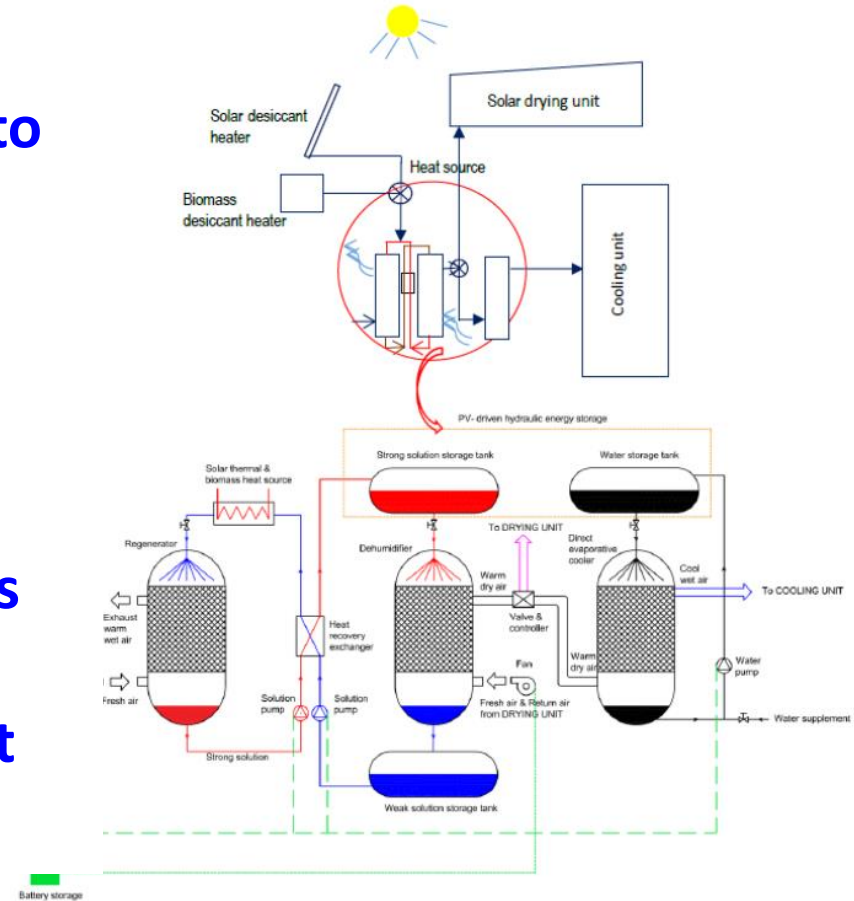 to
Solar desiccant
heater
Solar drying unit
Heat source
Biomass
desiccant heater
Cooling unit
PV- driven hydraulic energy storage
Strong solution storage tank
Water storage tank
Solar thermal &
biomass heat source
To DRYING UNIT
Regenerator
Dehumidifier
Direct
evaporative
cooler
Warm
dry air
Cool
wet air
To COOLING UNIT
s
Exhaust
warm
wet air
Heat
recovery
exchanger
Valve &
controller
Warm
dry air
Fan
Water
pump
Fresh air
Solution
pump
Solution
pump
Fresh air & Return air
from DRYING UNIT
Water supplement
t
Strong solution
Weak solution storage tank
Battery storage